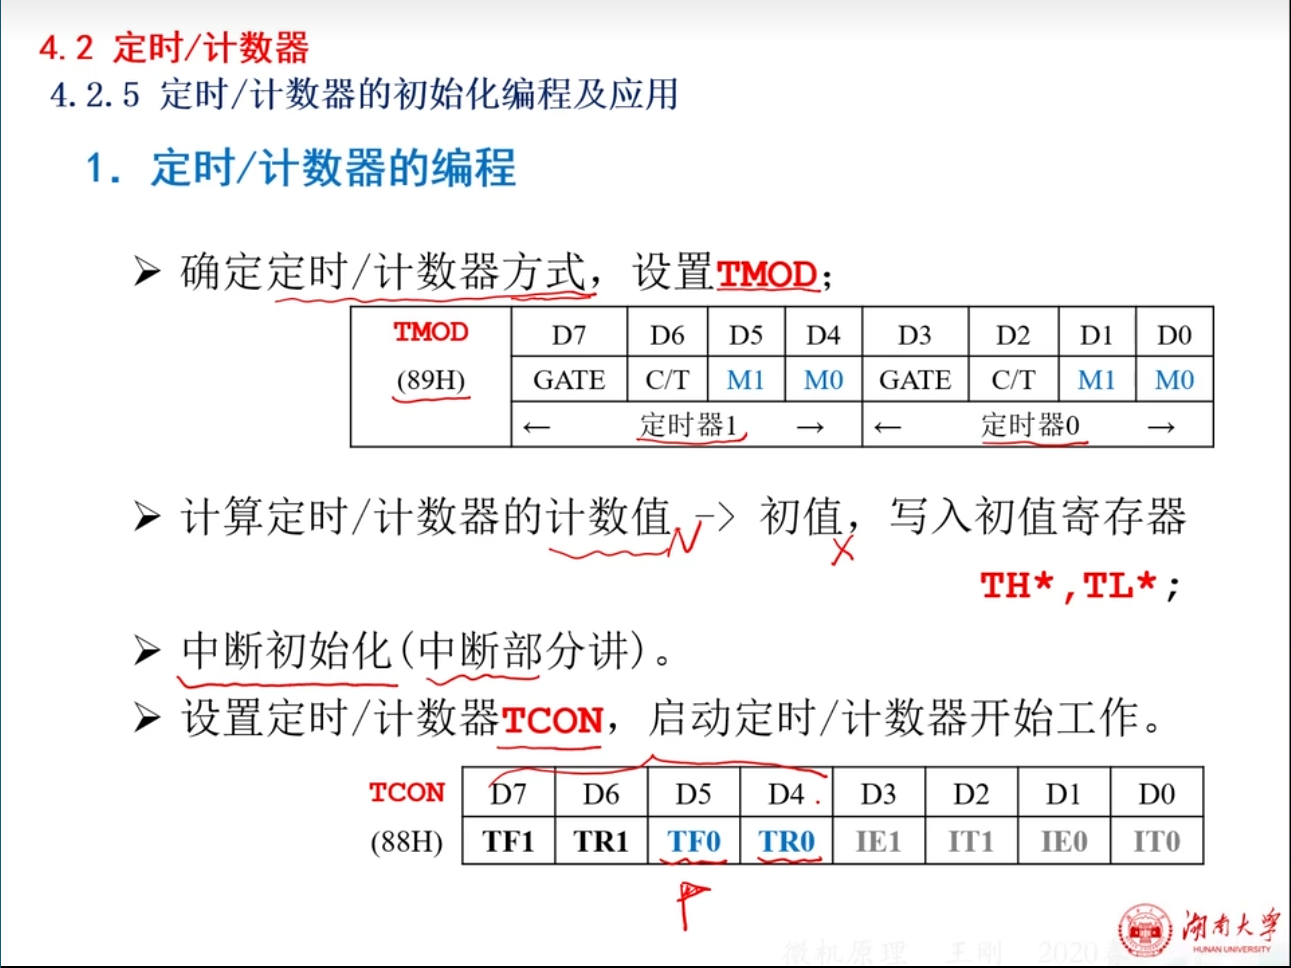 4.2 定时/计数器
4.2.5 定时/计数器的初始化编程及应用
1. 定时/计数器的编程
➢ 确定定时/计数器方式，设置TMOD；
TMOD D7 D6 D5 D4 D3 D2 D1 D0
(89H) GATE C/T M1 M0 GATE C/T M1 M0
← 定时器1 → ← 定时器0 →
➢ 计算定时/计数器的计数值 -> 初值，写入初值寄存器
N X
TH*,TL*；
➢ 中断初始化(中断部分讲)。
➢ 设置定时/计数器TCON，启动定时/计数器开始工作。
TCON D7 D6 D5 D4 D3 D2 D1 D0
(88H) TF1 TR1 TF0 TR0 IE1 IT1 IE0 IT0
湖南大学
HUNAN UNIVERSITY
微机原理 王刚 2020春